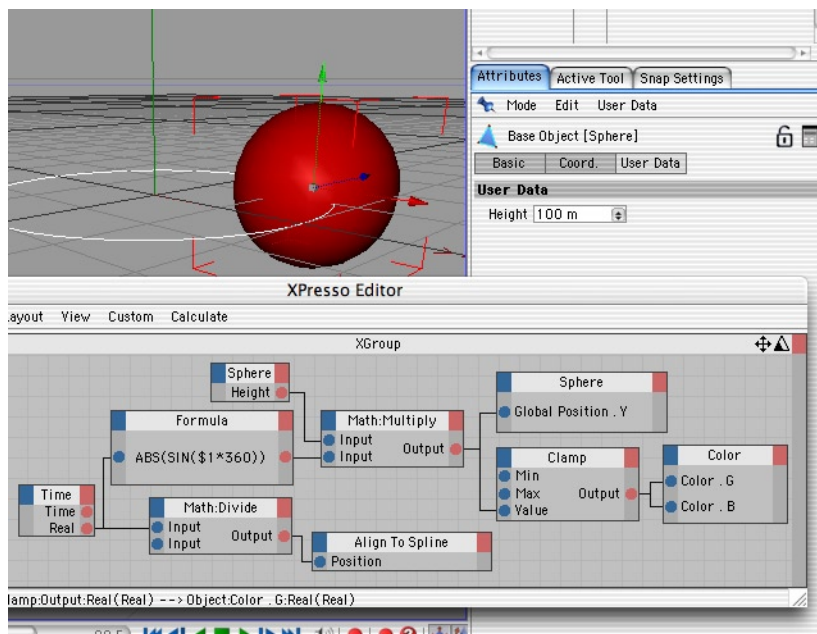 Attributes Active Tool Snap Settings
Mode Edit User Data
Base Object [Sphere]
Basic Coord. User Data
User Data
Height 100 m
XPresso Editor
ayout View Custom Calculate
XGroup
Sphere
Height
Sphere
Global Position . Y
Formula
ABS(SIN($1*360))
Math:Multiply
Input
Input
Output
Clamp
Min
Max
Value
Output
Color
Color . G
Color . B
Time
Time
Real
Math:Divide
Input
Input
Output
Align To Spline
Position
lamp:Output:Real(Real) --> Object:Color . G:Real(Real)